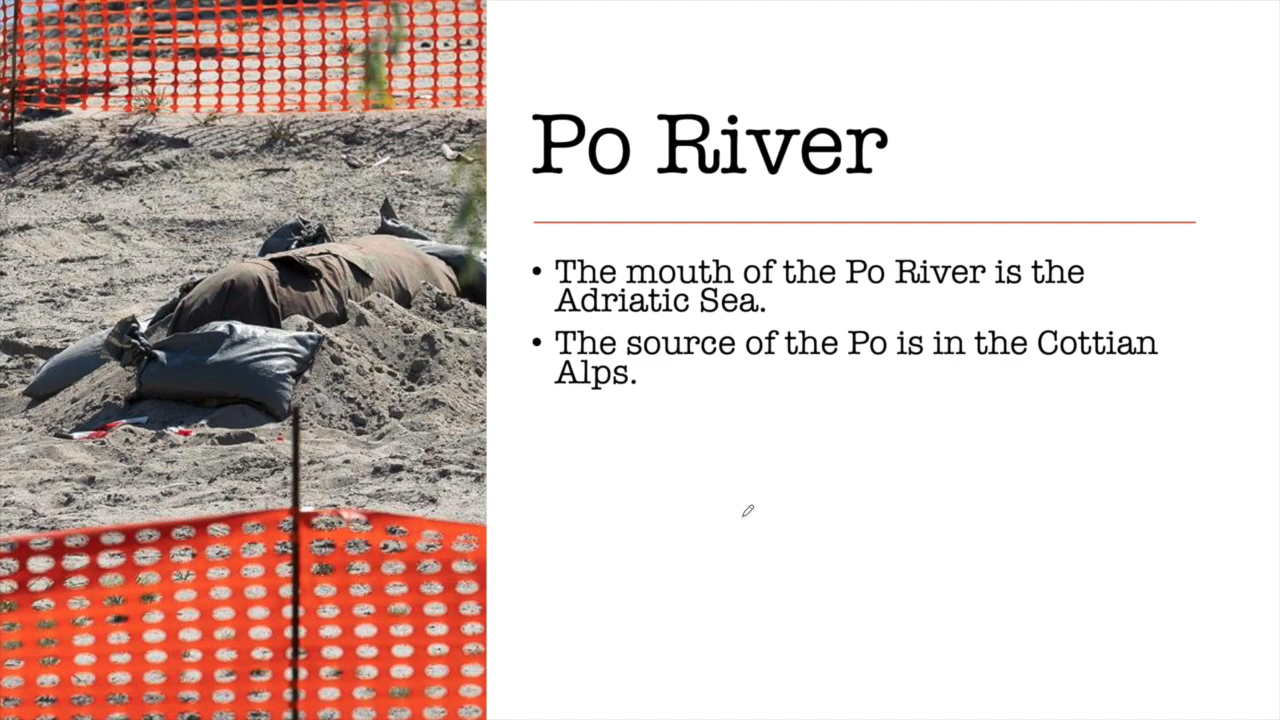 Po River
• The mouth of the Po River is the
Adriatic Sea.
• The source of the Po is in the Cottian
Alps.